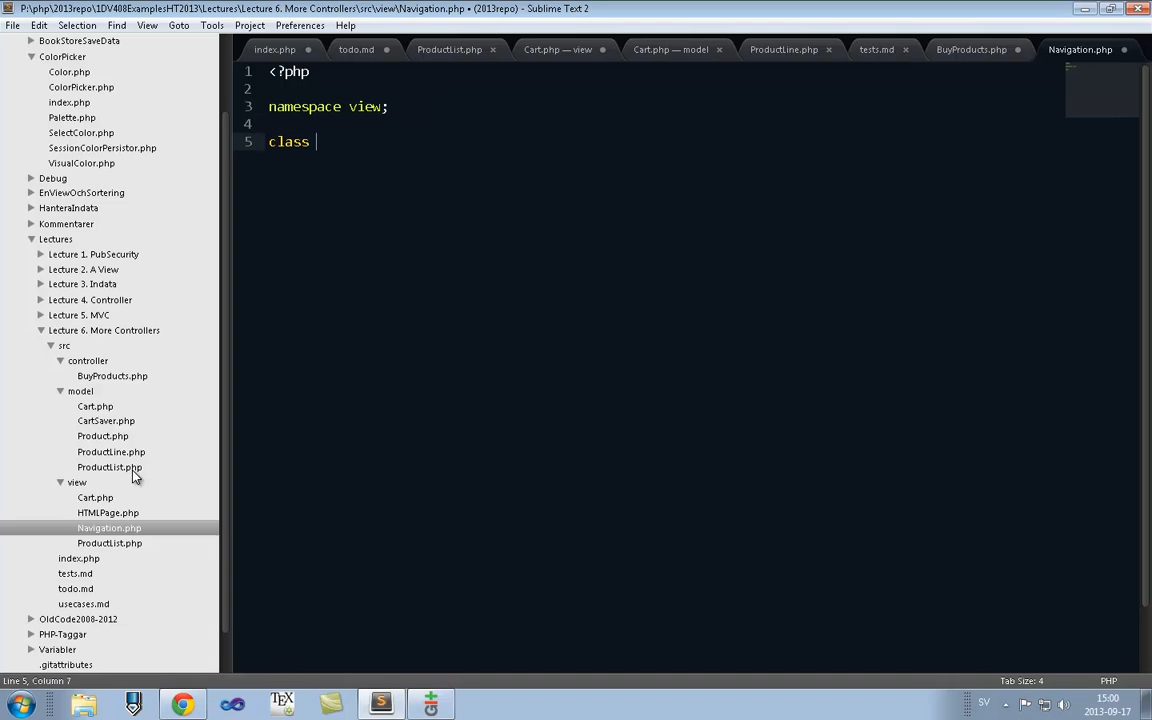 P:\php\2013repo\1DV408ExamplesHT2013\Lectures\Lecture 6. More Controllers\src\view\Navigation.php • (2013repo) - Sublime Text 2
File Edit Selection Find View Goto Tools Project Preferences Help
index.php todo.md ProductList.php Cart.php — view Cart.php — model ProductLine.php tests.md BuyProducts.php Navigation.php
BookStoreSaveData
ColorPicker
Color.php
ColorPicker.php
index.php
Palette.php
SelectColor.php
SessionColorPersistor.php
VisualColor.php
Debug
EnViewOchSortering
HanteraIndata
Kommentarer
Lectures
Lecture 1. PubSecurity
Lecture 2. A View
Lecture 3. Indata
Lecture 4. Controller
Lecture 5. MVC
Lecture 6. More Controllers
src
controller
BuyProducts.php
model
Cart.php
CartSaver.php
Product.php
ProductLine.php
ProductList.php
view
Cart.php
HTMLPage.php
Navigation.php
ProductList.php
index.php
tests.md
todo.md
usecases.md
OldCode2008-2012
PHP-Taggar
Variabler
.gitattributes
1 <?php
2
3 namespace view;
4
5 class
Line 5, Column 7 Tab Size: 4 PHP
SV 15:00
2013-09-17